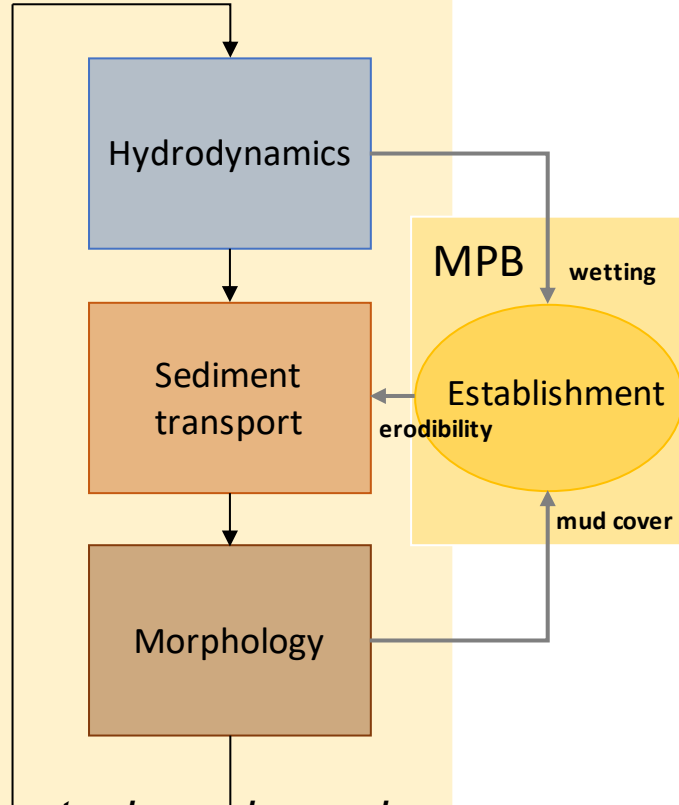 Hydrodynamics
MPB
wetting
Sediment
transport
Establishment
erodibility
mud cover
Morphology